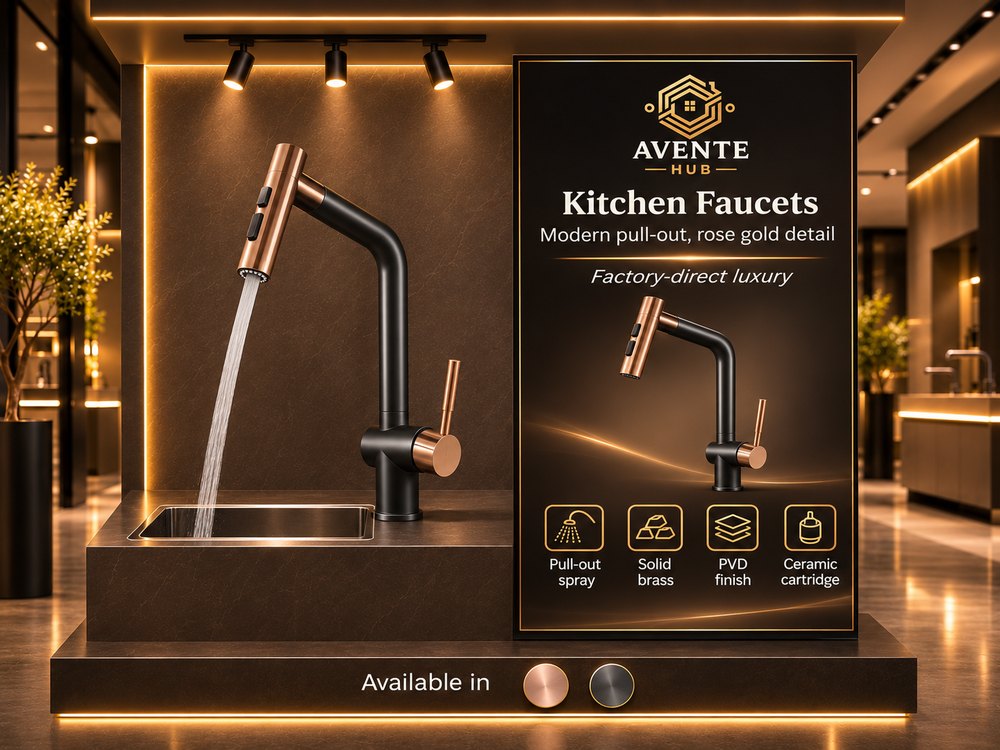 AVENTE
HUB
Kitchen Faucets
Modern pull-out, rose gold detail
Factory-direct luxury
Pull-out
spray
Solid
brass
PVD
finish
Ceramic
cartridge
Available in